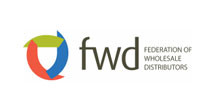 fwd
FEDERATION OF
WHOLESALE
DISTRIBUTORS